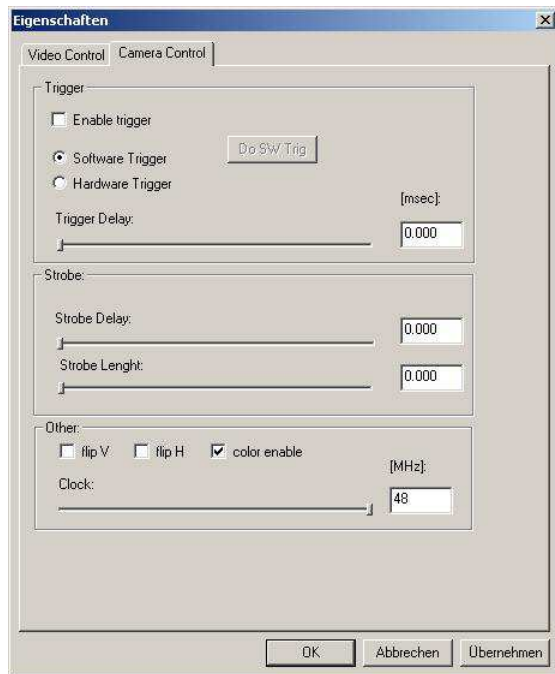 Eigenschaften
Video Control Camera Control
Trigger
Enable trigger
Do SW Trig
Software Trigger
Hardware Trigger
[msec]:
Trigger Delay:
0.000
Strobe:
Strobe Delay:
0.000
Strobe Lenght:
0.000
Other:
flip V flip H color enable
[MHz]:
Clock:
48
OK Abbrechen Übernehmen